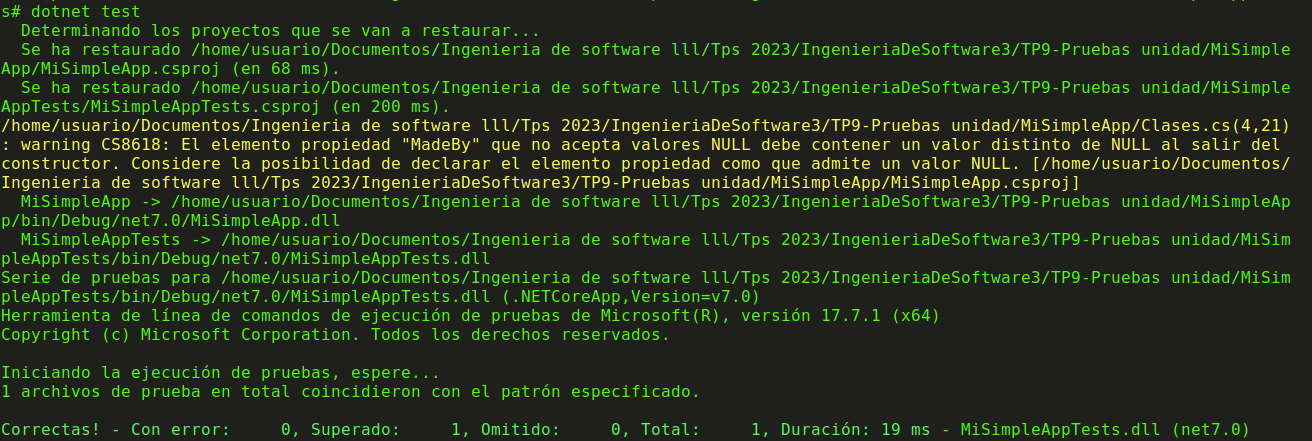 s# dotnet test
  Determinando los proyectos que se van a restaurar...
  Se ha restaurado /home/usuario/Documentos/Ingenieria de software lll/Tps 2023/IngenieriaDeSoftware3/TP9-Pruebas unidad/MiSimple
App/MiSimpleApp.csproj (en 68 ms).
  Se ha restaurado /home/usuario/Documentos/Ingenieria de software lll/Tps 2023/IngenieriaDeSoftware3/TP9-Pruebas unidad/MiSimple
AppTests/MiSimpleAppTests.csproj (en 200 ms).
/home/usuario/Documentos/Ingenieria de software lll/Tps 2023/IngenieriaDeSoftware3/TP9-Pruebas unidad/MiSimpleApp/Clases.cs(4,21)
: warning CS8618: El elemento propiedad "MadeBy" que no acepta valores NULL debe contener un valor distinto de NULL al salir del
constructor. Considere la posibilidad de declarar el elemento propiedad como que admite un valor NULL. [/home/usuario/Documentos/
Ingenieria de software lll/Tps 2023/IngenieriaDeSoftware3/TP9-Pruebas unidad/MiSimpleApp/MiSimpleApp.csproj]
  MiSimpleApp -> /home/usuario/Documentos/Ingenieria de software lll/Tps 2023/IngenieriaDeSoftware3/TP9-Pruebas unidad/MiSimpleAp
p/bin/Debug/net7.0/MiSimpleApp.dll
  MiSimpleAppTests -> /home/usuario/Documentos/Ingenieria de software lll/Tps 2023/IngenieriaDeSoftware3/TP9-Pruebas unidad/MiSim
pleAppTests/bin/Debug/net7.0/MiSimpleAppTests.dll
Serie de pruebas para /home/usuario/Documentos/Ingenieria de software lll/Tps 2023/IngenieriaDeSoftware3/TP9-Pruebas unidad/MiSim
pleAppTests/bin/Debug/net7.0/MiSimpleAppTests.dll (.NETCoreApp,Version=v7.0)
Herramienta de línea de comandos de ejecución de pruebas de Microsoft(R), versión 17.7.1 (x64)
Copyright (c) Microsoft Corporation. Todos los derechos reservados.

Iniciando la ejecución de pruebas, espere...
1 archivos de prueba en total coincidieron con el patrón especificado.

Correctas! - Con error:     0, Superado:     1, Omitido:     0, Total:     1, Duración: 19 ms - MiSimpleAppTests.dll (net7.0)